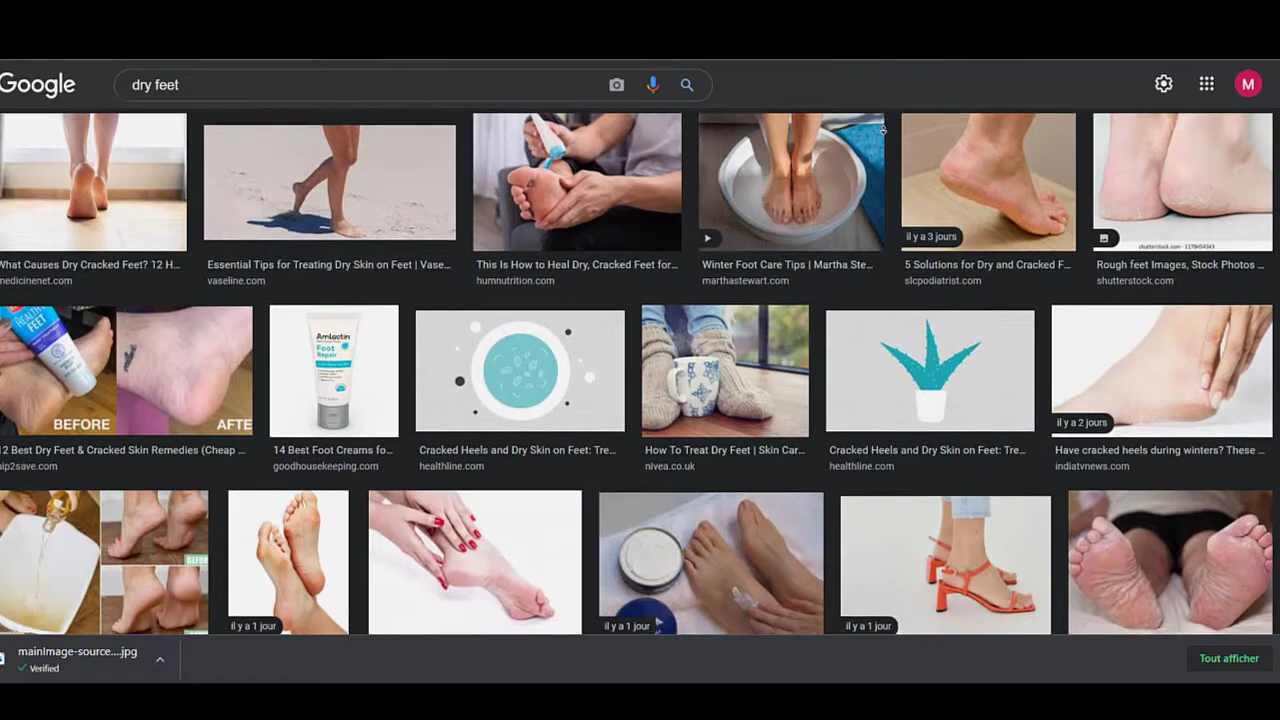 Google
dry feet
M
il y a 3 jours
shutterstock.com · 1178454343
What Causes Dry Cracked Feet? 12 H...
medicinenet.com
Essential Tips for Treating Dry Skin on Feet | Vase...
vaseline.com
This Is How to Heal Dry, Cracked Feet for...
humnutrition.com
Winter Foot Care Tips | Martha Ste...
marthastewart.com
5 Solutions for Dry and Cracked F...
slcpodiatrist.com
Rough feet Images, Stock Photos ...
shutterstock.com
FEET
BEFORE
AFTE
Amlactin
Foot
Repair
il y a 2 jours
12 Best Dry Feet & Cracked Skin Remedies (Cheap ...
hip2save.com
14 Best Foot Creams fo...
goodhousekeeping.com
Cracked Heels and Dry Skin on Feet: Tre...
healthline.com
How To Treat Dry Feet | Skin Car...
nivea.co.uk
Cracked Heels and Dry Skin on Feet: Tre...
healthline.com
Have cracked heels during winters? These ...
indiatvnews.com
il y a 1 jour
il y a 1 jour
il y a 1 jour
mainImage-source....jpg
Verified
Tout afficher